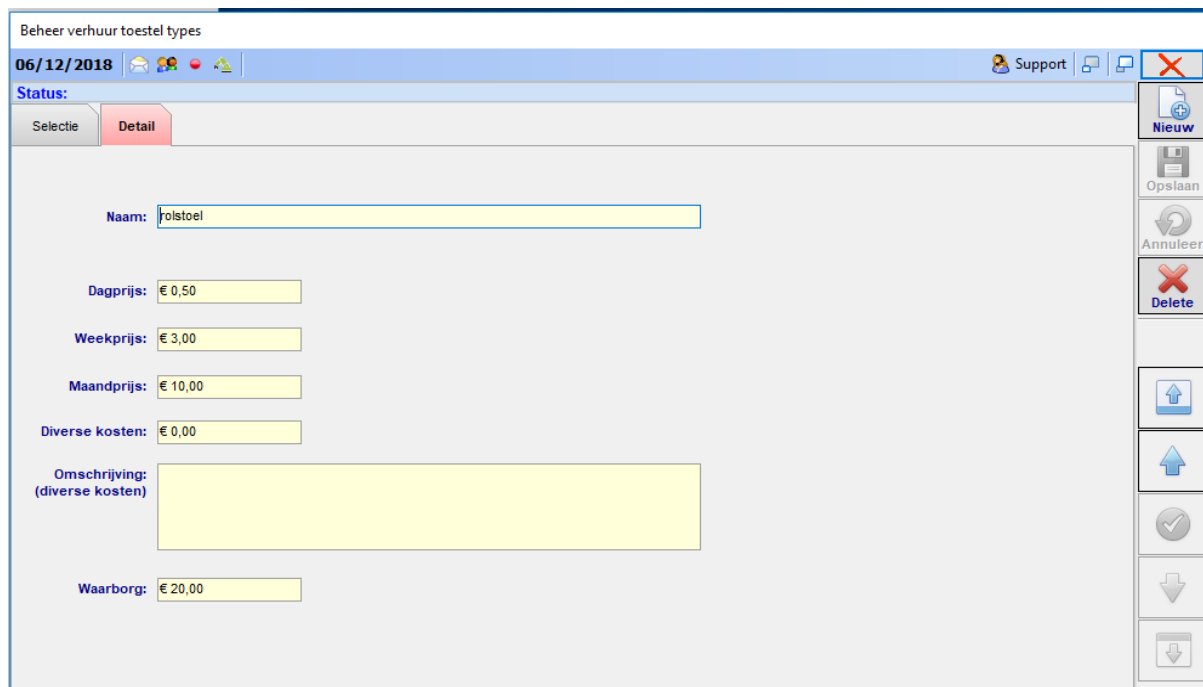 Beheer verhuur toestel types
06/12/2018
Support
Status:
Nieuw
Selectie
Detail
Opslaan
Naam: rolstoel
Annuleer
Dagprijs: € 0,50
Delete
Weekprijs: € 3,00
Maandprijs: € 10,00
Diverse kosten: € 0,00
Omschrijving:
(diverse kosten)
Waarborg: € 20,00